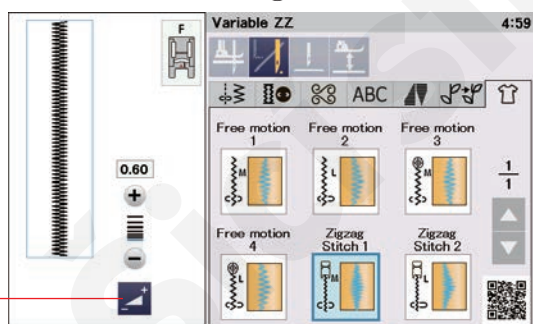 Variable ZZ 4:59
F
ABC
Free motion 1
Free motion 2
Free motion 3
M
L
M
0.60
1
1
Free motion 4
Zigzag Stitch 1
Zigzag Stitch 2
L
M
L